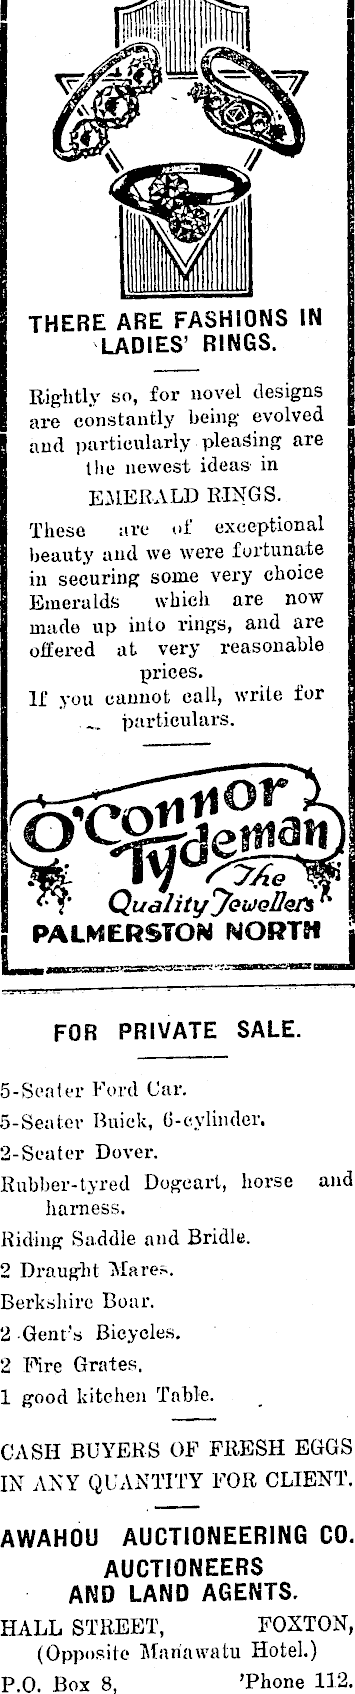 THERE ARE FASHIONS IN
LADIES' RINGS.
Rightly so, for novel designs
are constantly being evolved
and particularly pleasing are
the newest ideas in
EMERALD RINGS.
These are of exceptional
beauty and we were fortunate
in securing some very choice
Emeralds which are now
made up into rings, and are
offered at very reasonable
prices.
If you cannot call, write for
particulars.
O'Connor
Tydeman
The
Quality Jewellers
PALMERSTON NORTH
FOR PRIVATE SALE.
5-Seater Ford Car.
5-Seater Buick, 6-cylinder.
2-Seater Dover.
Rubber-tyred Dogcart, horse and
harness.
Riding Saddle and Bridle.
2 Draught Mares.
Berkshire Boar.
2 Gent's Bicycles.
2 Fire Grates.
1 good kitchen Table.
CASH BUYERS OF FRESH EGGS
IN ANY QUANTITY FOR CLIENT.
AWAHOU AUCTIONEERING CO.
AUCTIONEERS
AND LAND AGENTS.
HALL STREET, FOXTON,
(Opposite Manawatu Hotel.)
P.O. Box 8, 'Phone 112.